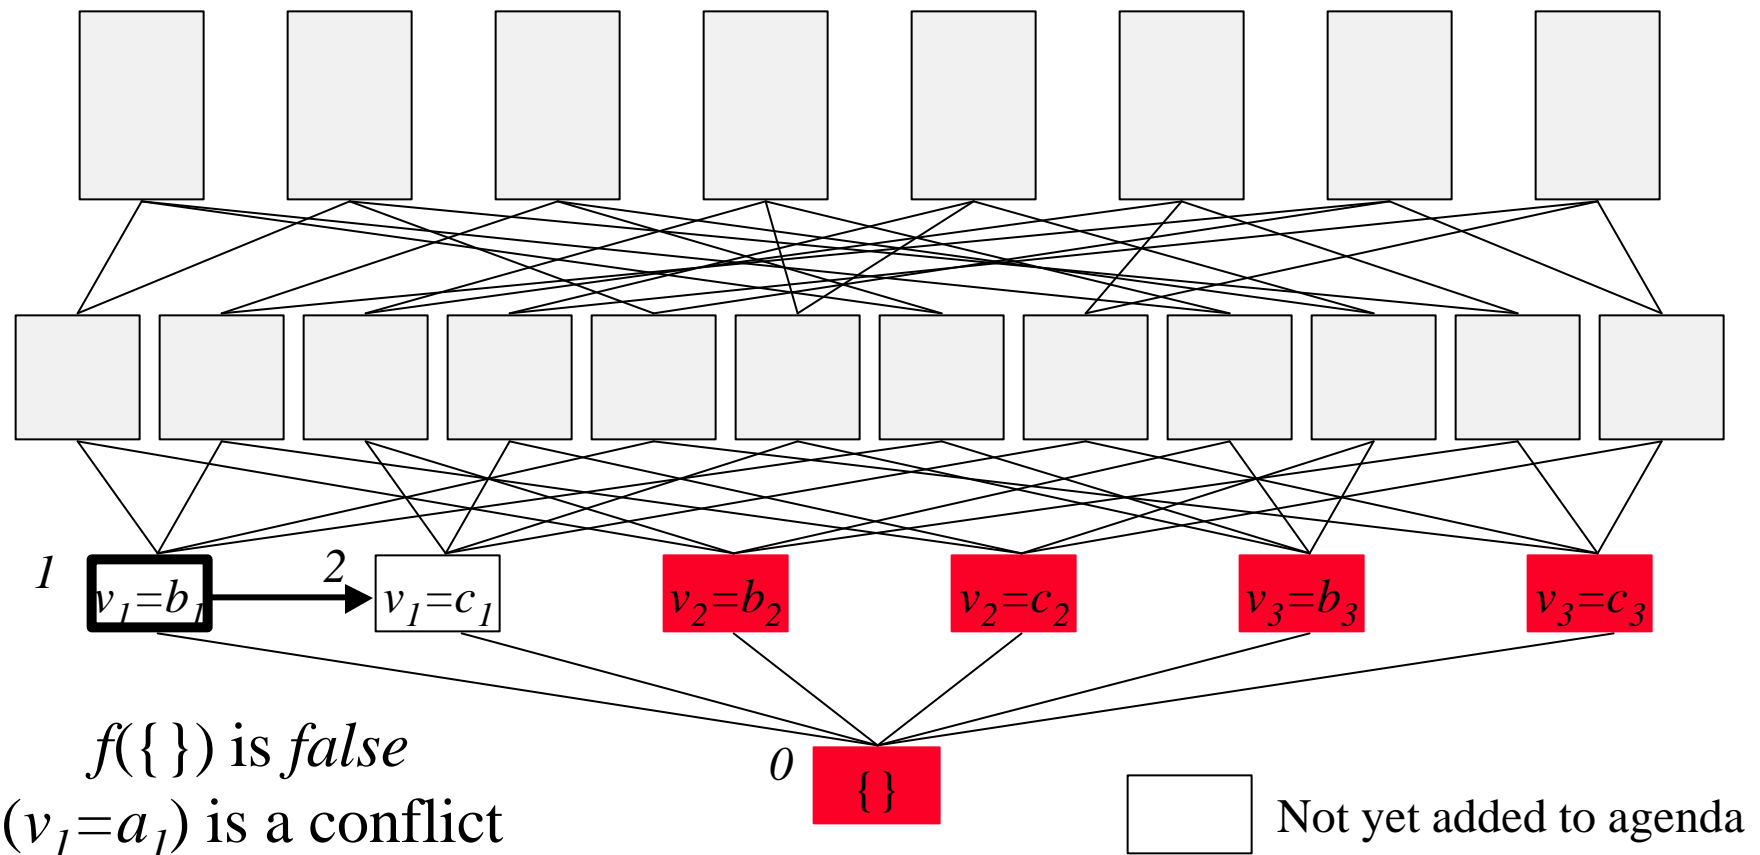 1
v₁=b₁
2
v₁=c₁
v₂=b₂
v₂=c₂
v₃=b₃
v₃=c₃
f({}) is false
(v₁=a₁) is a conflict
0
{}
Not yet added to agenda